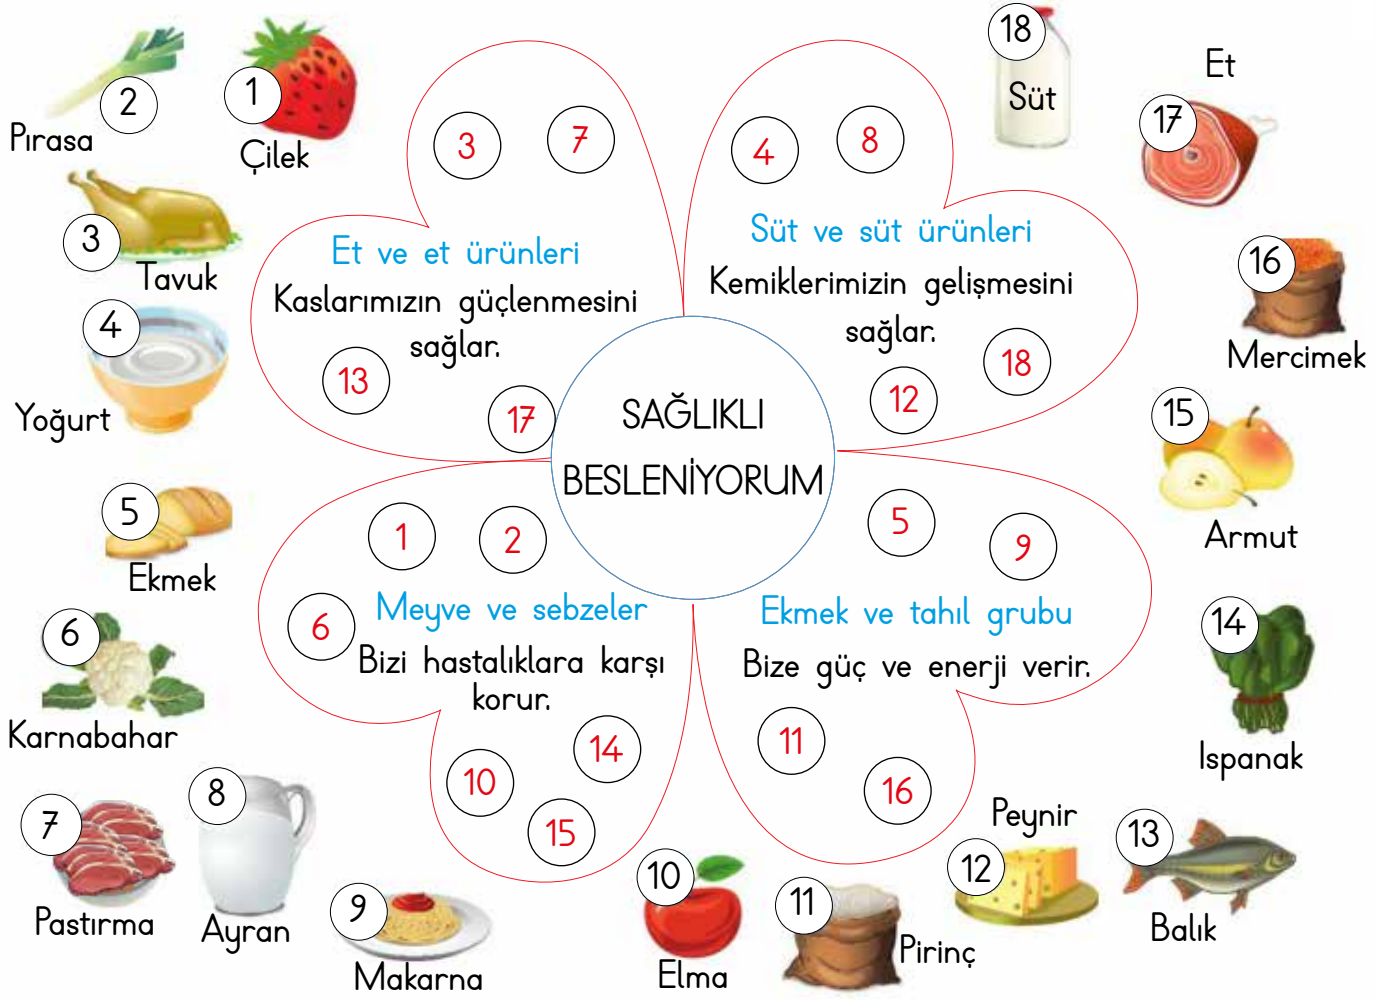 18
Süt
Et
17
1
Çilek
2
Pırasa
3
Tavuk
4
Yoğurt
5
Ekmek
6
Karnabahar
7
Pastırma
8
Ayran
9
Makarna
10
Elma
11
Pirinç
Peynir
12
13
Balık
14
Ispanak
15
Armut
16
Mercimek
3 7
Et ve et ürünleri
Kaslarımızın güçlenmesini
sağlar.
13
17
4 8
Süt ve süt ürünleri
Kemiklerimizin gelişmesini
sağlar.
18
12
SAĞLIKLI
BESLENİYORUM
1 2
Meyve ve sebzeler
6
Bizi hastalıklara karşı
korur.
14
10
15
5
9
Ekmek ve tahıl grubu
Bize güç ve enerji verir.
11
16